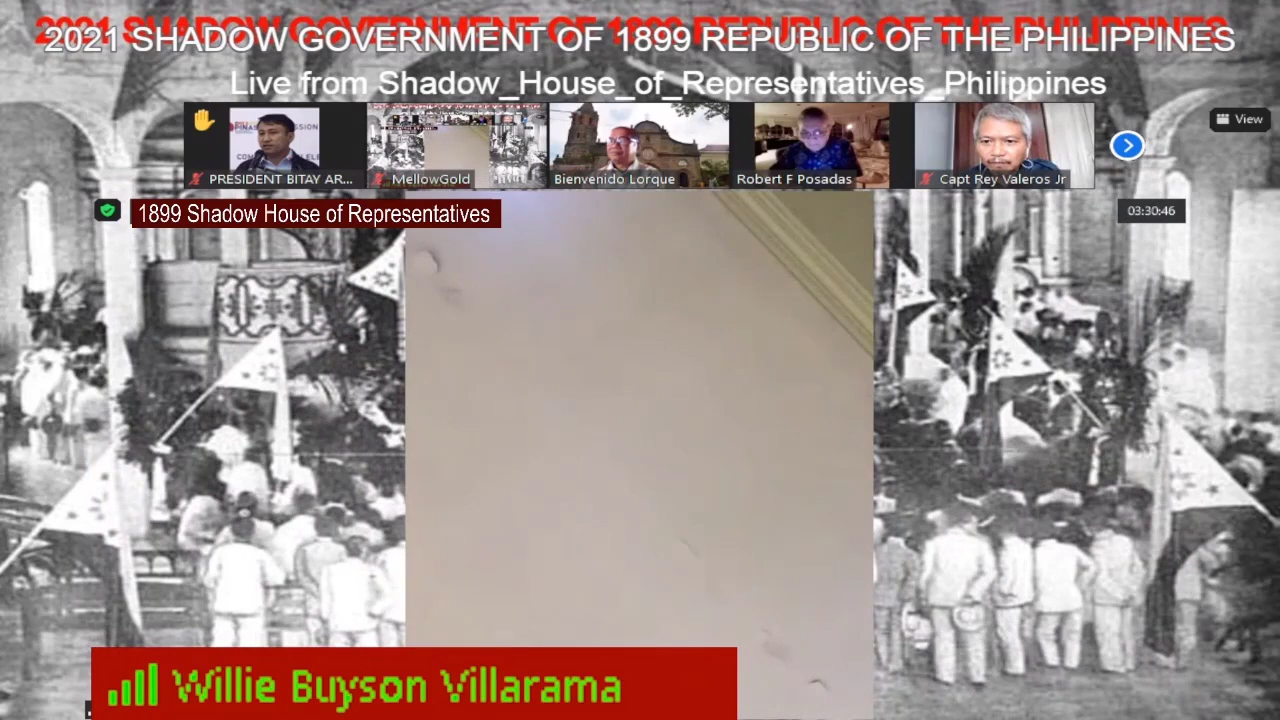 2021 SHADOW GOVERNMENT OF 1899 REPUBLIC OF THE PHILIPPINES
Live from Shadow_House_of_Representatives_Philippines
View
PRESIDENT BITAY AR...
MellowGold
Bienvenido Lorque
Robert F Posadas
Capt Rey Valeros Jr
1899 Shadow House of Representatives
03:30:46
Willie Buyson Villarama